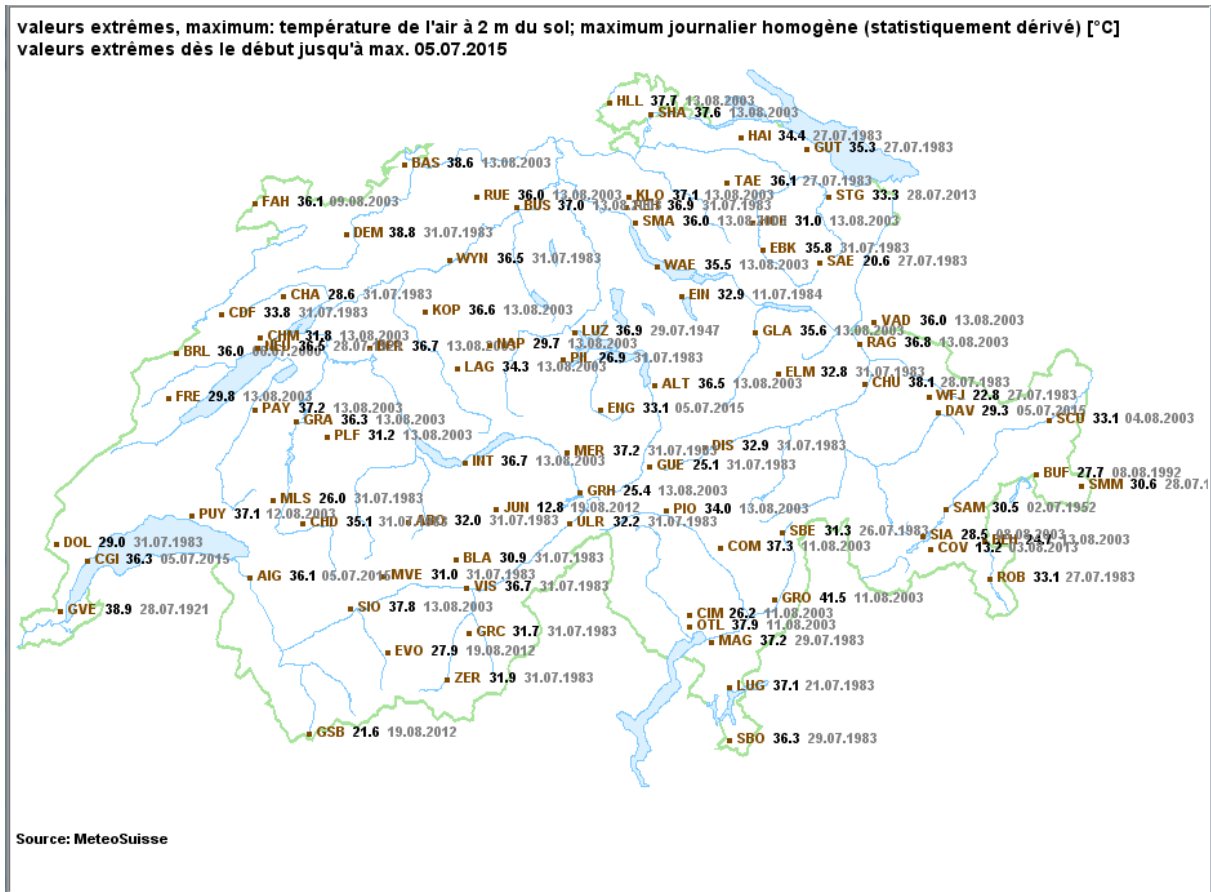 valeurs extrêmes, maximum: température de l'air à 2 m du sol; maximum journalier homogène (statistiquement dérivé) [°C]
valeurs extrêmes dès le début jusqu'à max. 05.07.2015
HLL 37.7 13.08.2003
SHA 37.6 13.08.2003
HAI 34.4 27.07.1983
GUT 35.3 27.07.1983
BAS 38.6 13.08.2003
TAE 36.1 27.07.1983
RUE 36.0 13.08.2003
KLO 37.1 13.08.2003
STG 33.3 28.07.2013
FAH 36.1 09.08.2003
BUS 37.0
36.9 31.07.1983
SMA 36.0
31.0 13.08.2003
DEM 38.8 31.07.1983
EBK 35.8 31.07.1983
WYN 36.5 31.07.1983
WAE 35.5 13.08.2003
SAE 20.6 27.07.1983
CHA 28.6 31.07.1983
EIN 32.9 11.07.1984
CDF 33.8 31.07.1983
KOP 36.6 13.08.2003
VAD 36.0 13.08.2003
LUZ 36.9 29.07.1947
GLA 35.6 13.08.2003
CHM 31.8 13.08.2003
NEU 36.5
BER 36.7 13.08.2003
NAP 29.7 13.08.2003
RAG 36.8 13.08.2003
BRL 36.0
PIL 26.9 31.07.1983
LAG 34.3 13.08.2003
ELM 32.8 31.07.1983
ALT 36.5 13.08.2003
CHU 38.1 28.07.1983
FRE 29.8 13.08.2003
WFJ 22.8 27.07.1983
PAY 37.2 13.08.2003
ENG 33.1 05.07.2015
DAV 29.3 05.07.2015
GRA 36.3 13.08.2003
SCU 33.1 04.08.2003
PLF 31.2 13.08.2003
DIS 32.9 31.07.1983
MER 37.2 31.07.1983
INT 36.7 13.08.2003
GUE 25.1 31.07.1983
BUF 27.7 08.08.1992
SMM 30.6 28.07.1
GRH 25.4 13.08.2003
MLS 26.0 31.07.1983
JUN 12.8 19.08.2012
PIO 34.0 13.08.2003
SAM 30.5 02.07.1952
PUY 37.1 12.08.2003
CHD 35.1
ABO 32.0 31.07.1983
ULR 32.2 31.07.1983
SBE 31.3 26.07.1983
SIA 28.5
BEH 24.7 13.08.2003
DOL 29.0 31.07.1983
COM 37.3 11.08.2003
COV 13.2 03.08.2013
CGI 36.3 05.07.2015
BLA 30.9 31.07.1983
AIG 36.1 05.07.2015
MVE 31.0 31.07.1983
VIS 36.7 31.07.1983
ROB 33.1 27.07.1983
GRO 41.5 11.08.2003
GVE 38.9 28.07.1921
SIO 37.8 13.08.2003
CIM 26.2 11.08.2003
OTL 37.9 11.08.2003
GRC 31.7 31.07.1983
MAG 37.2 29.07.1983
EVO 27.9 19.08.2012
ZER 31.9 31.07.1983
LUG 37.1 21.07.1983
GSB 21.6 19.08.2012
SBO 36.3 29.07.1983
Source: MeteoSuisse